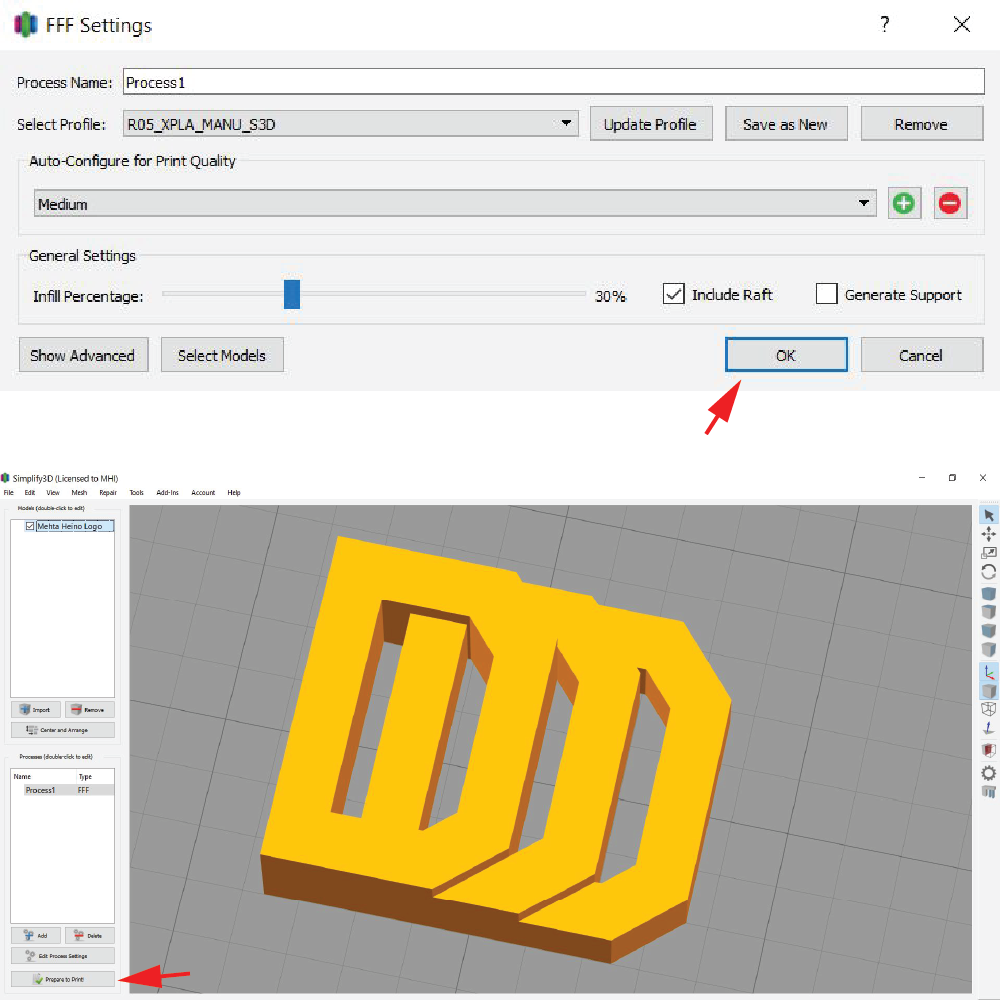 FFF Settings ?
Process Name: Process1
Select Profile: R05_XPLA_MANU_S3D Update Profile Save as New Remove
Auto-Configure for Print Quality
Medium
General Settings
Infill Percentage: 30% Include Raft Generate Support
Show Advanced Select Models OK Cancel
Simplify3D (Licensed to MHI)
File Edit View Mesh Repair Tools Add-Ins Account Help
Models (double-click to edit)
Mehta Heino Logo
Import Remove
Center and Arrange
Processes (double-click to edit)
Name Type
Process1 FFF
Add Delete
Edit Process Settings
Prepare to Print!